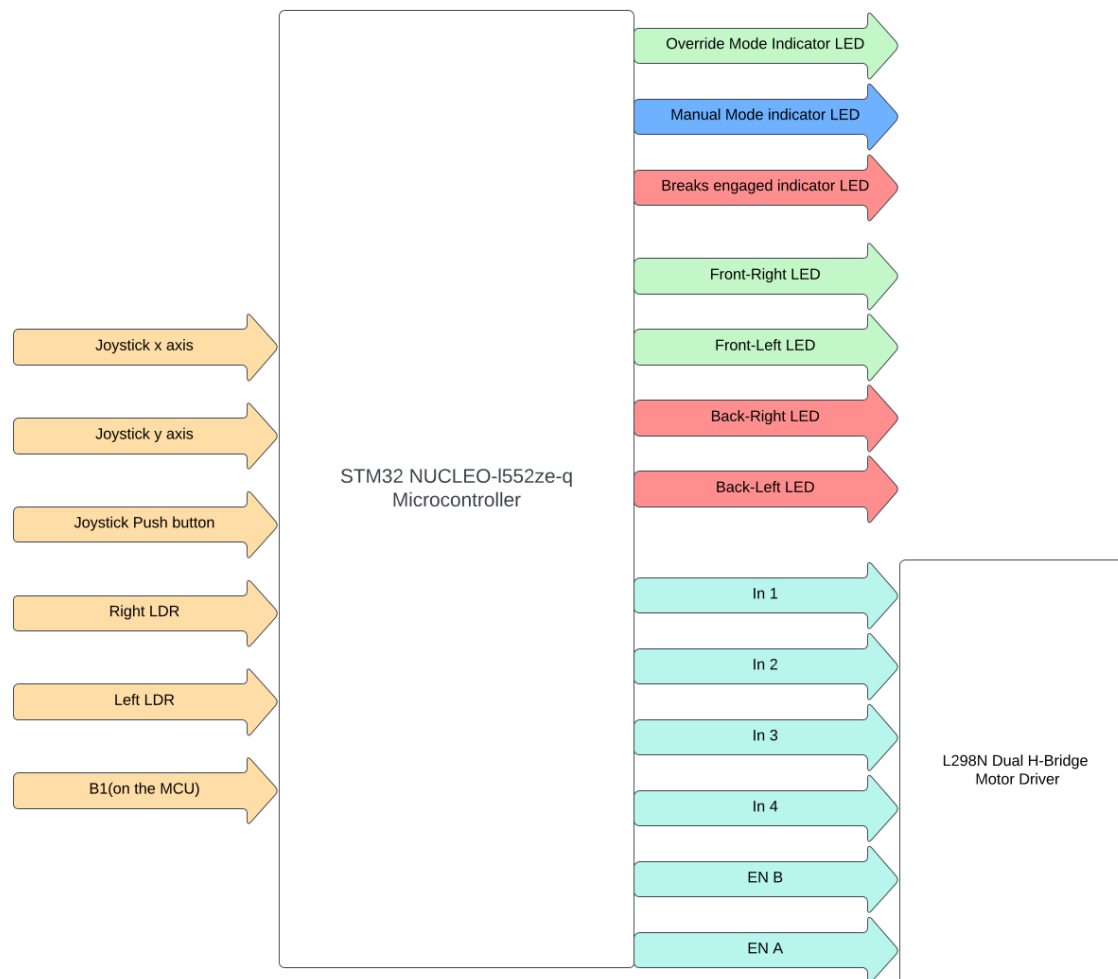 Override Mode Indicator LED
Manual Mode indicator LED
Breaks engaged indicator LED
Front-Right LED
Front-Left LED
Back-Right LED
Back-Left LED
Joystick x axis
Joystick y axis
Joystick Push button
Right LDR
Left LDR
B1(on the MCU)
STM32 NUCLEO-l552ze-q
Microcontroller
In 1
In 2
In 3
In 4
EN B
EN A
L298N Dual H-Bridge
Motor Driver